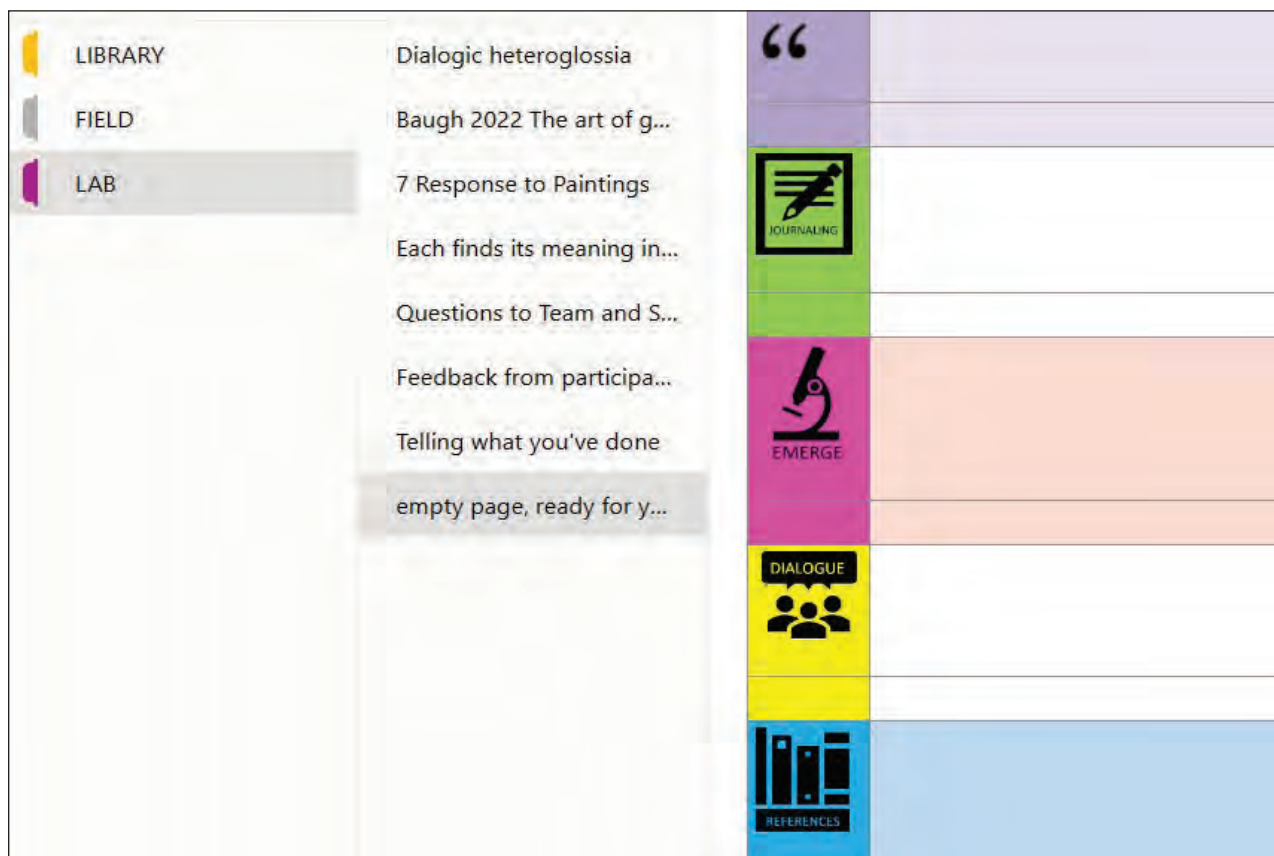 LIBRARY
FIELD
LAB
Dialogic heteroglossia
Baugh 2022 The art of g...
7 Response to Paintings
Each finds its meaning in...
Questions to Team and S...
Feedback from participa...
Telling what you've done
empty page, ready for y...
“
JOURNALING
EMERGE
DIALOGUE
REFERENCES